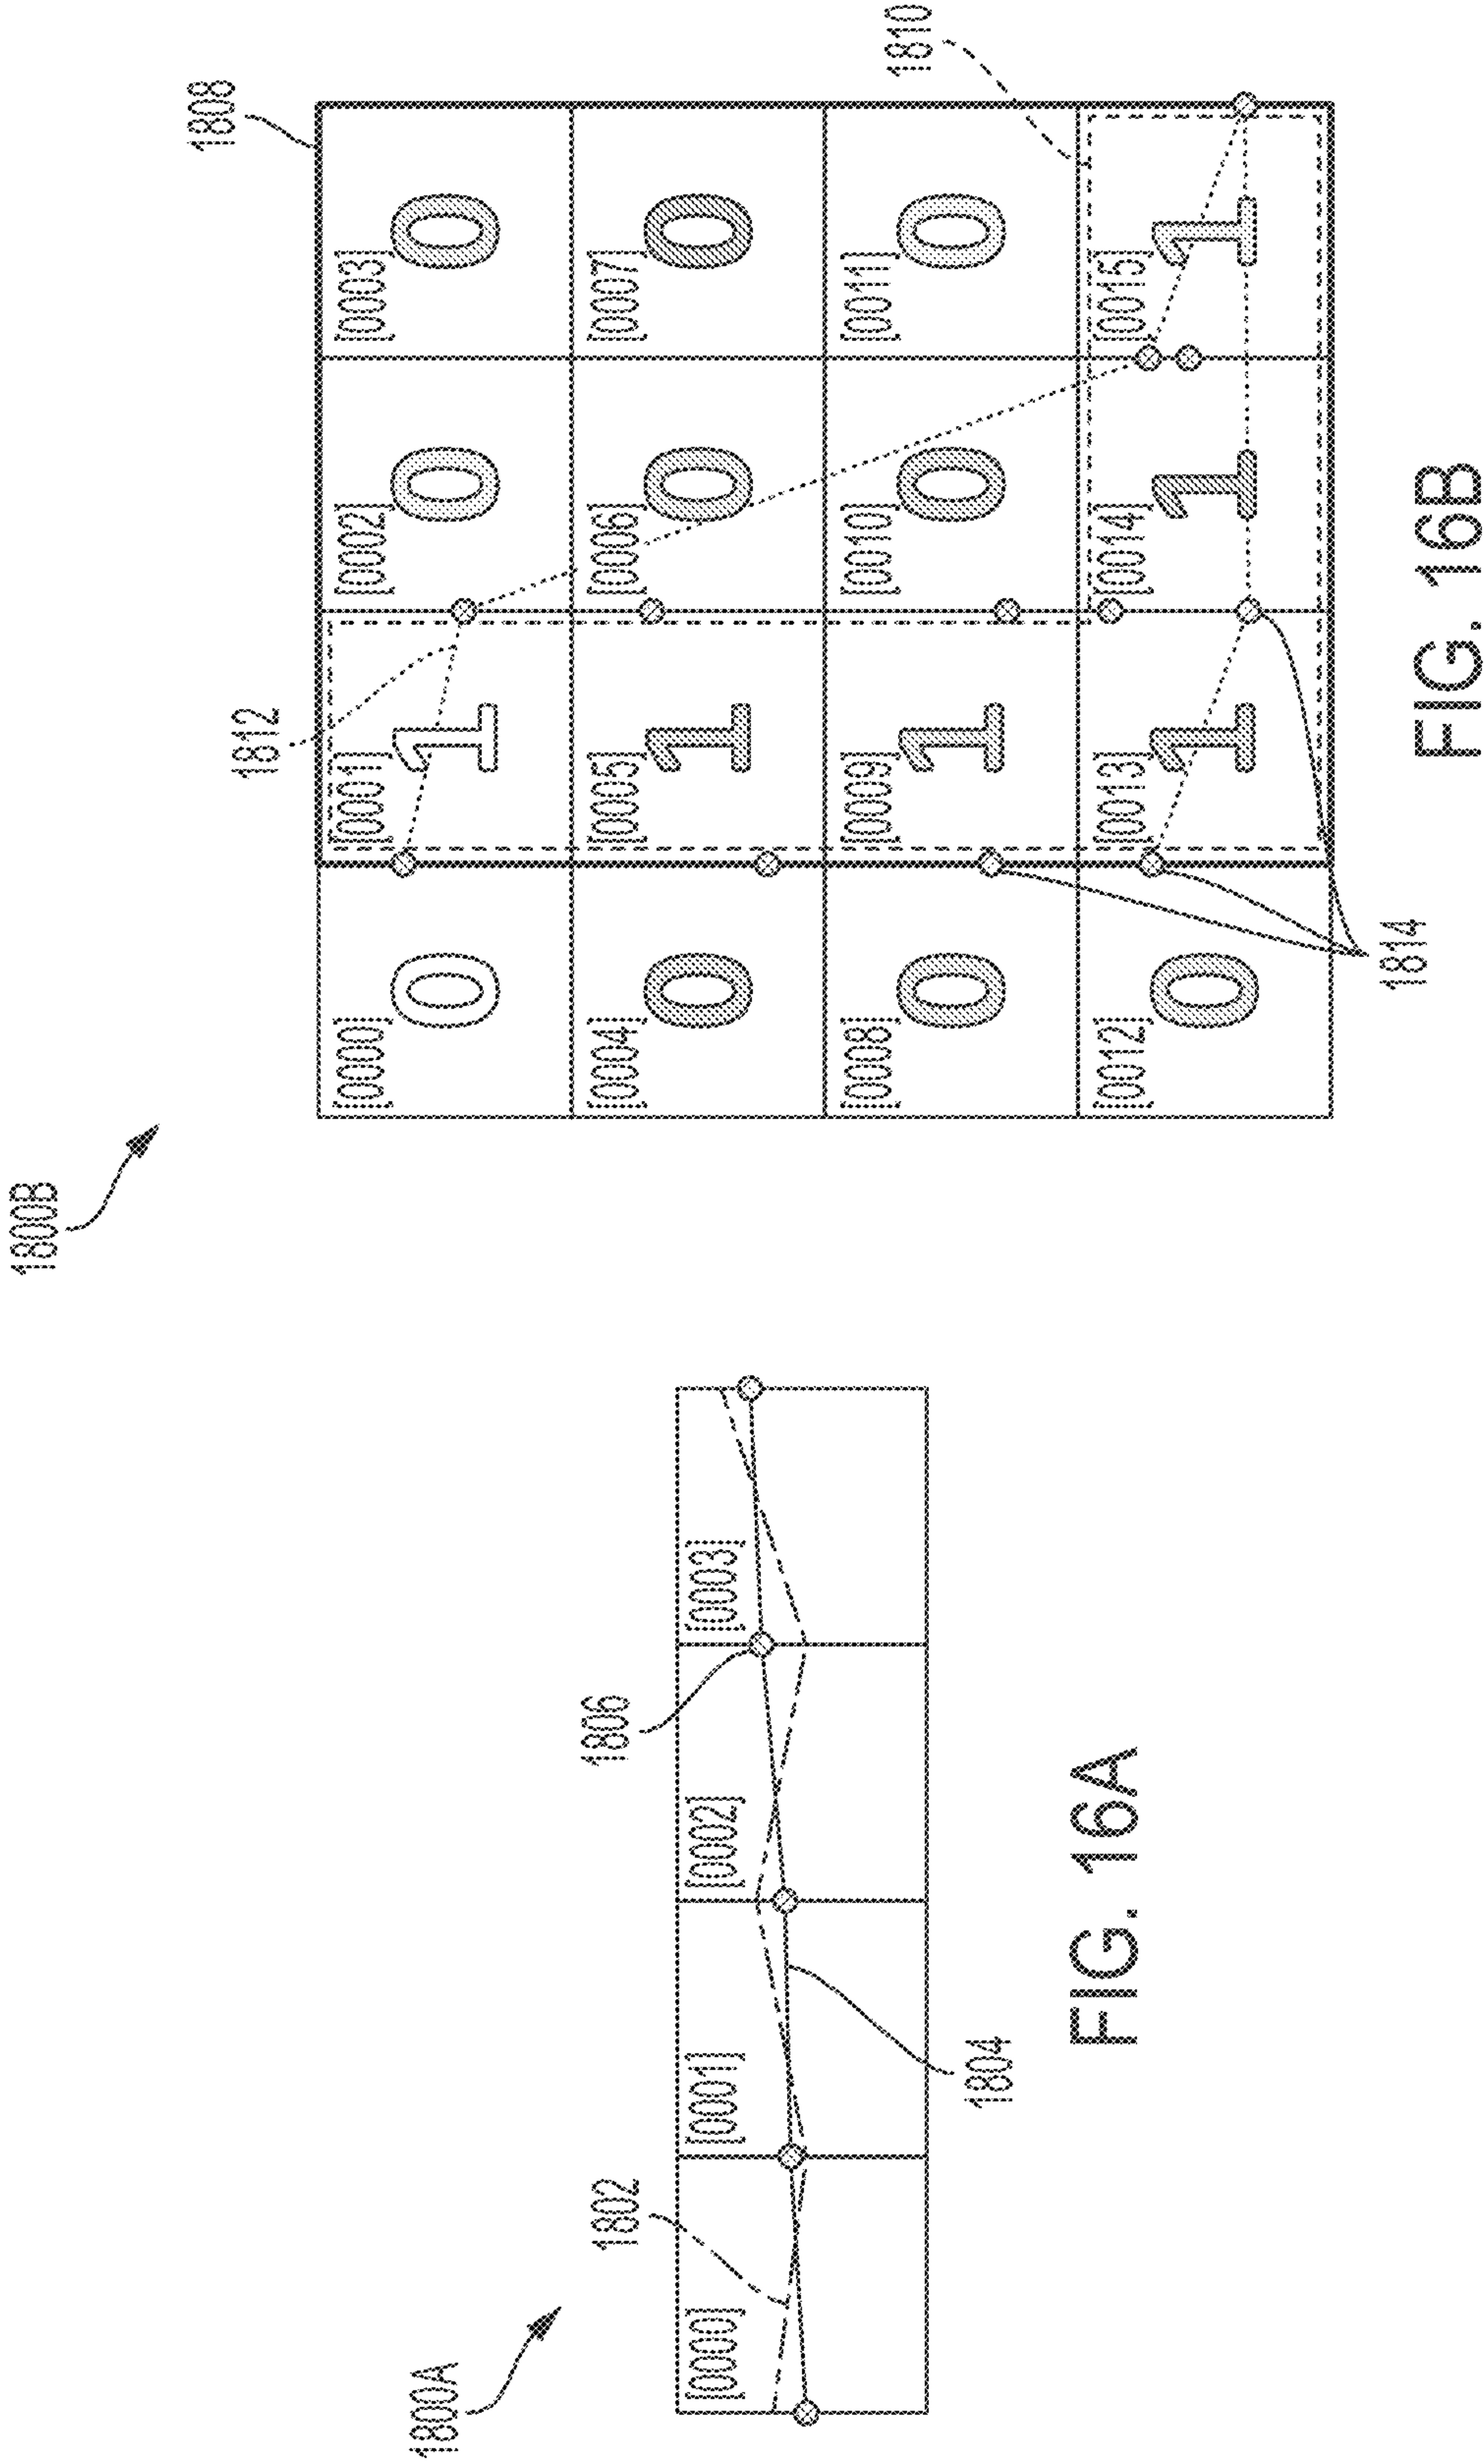 1800A
1802
[0000] [0001] [0002] [0003]
1806
1804
FIG. 16A
1800B
1808
1812
1810
[0000] [0001] [0002] [0003]
0 1 0 0
[0004] [0005] [0006] [0007]
0 1 0 0
[0008] [0009] [0010] [0011]
0 1 0 0
[0012] [0013] [0014] [0015]
0 1 1 1
1814
FIG. 16B